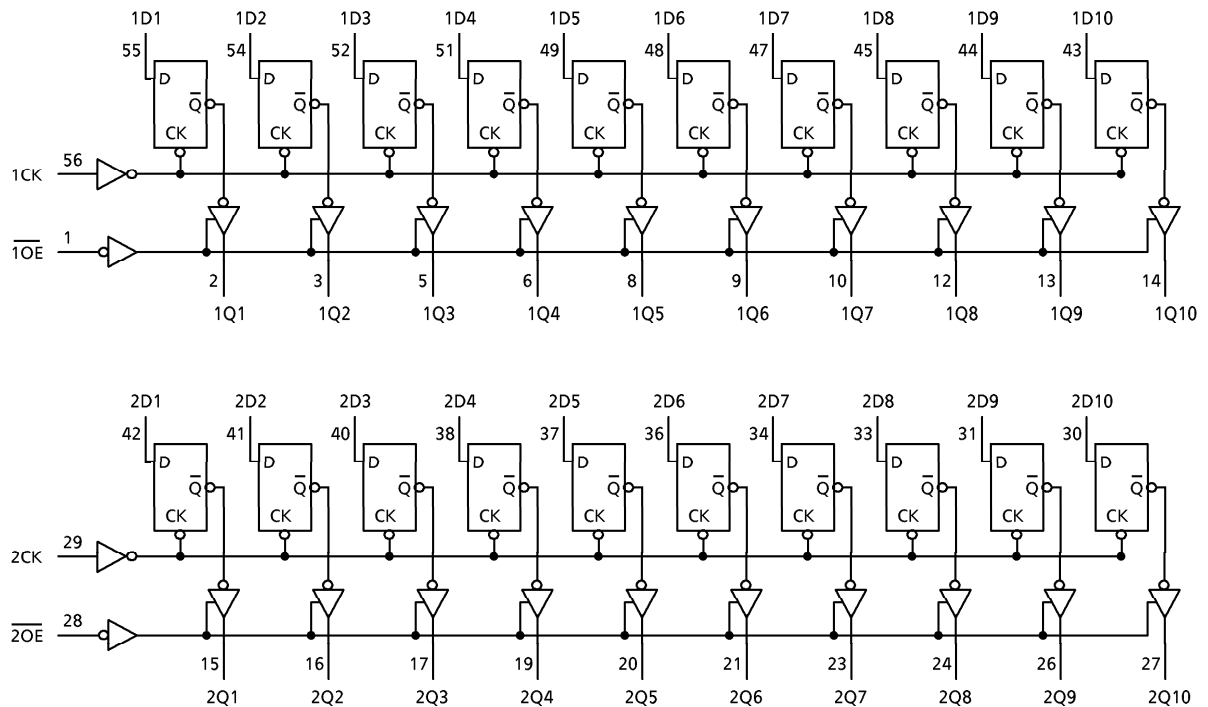 1D1 1D2 1D3 1D4 1D5 1D6 1D7 1D8 1D9 1D10
55 54 52 51 49 48 47 45 44 43
D D D D D D D D D D
Q̅ Q̅ Q̅ Q̅ Q̅ Q̅ Q̅ Q̅ Q̅ Q̅
CK CK CK CK CK CK CK CK CK CK
1CK 56
1̅O̅E̅ 1
2 3 5 6 8 9 10 12 13 14
1Q1 1Q2 1Q3 1Q4 1Q5 1Q6 1Q7 1Q8 1Q9 1Q10
2D1 2D2 2D3 2D4 2D5 2D6 2D7 2D8 2D9 2D10
42 41 40 38 37 36 34 33 31 30
D D D D D D D D D D
Q̅ Q̅ Q̅ Q̅ Q̅ Q̅ Q̅ Q̅ Q̅ Q̅
CK CK CK CK CK CK CK CK CK CK
2CK 29
2̅O̅E̅ 28
15 16 17 19 20 21 23 24 26 27
2Q1 2Q2 2Q3 2Q4 2Q5 2Q6 2Q7 2Q8 2Q9 2Q10